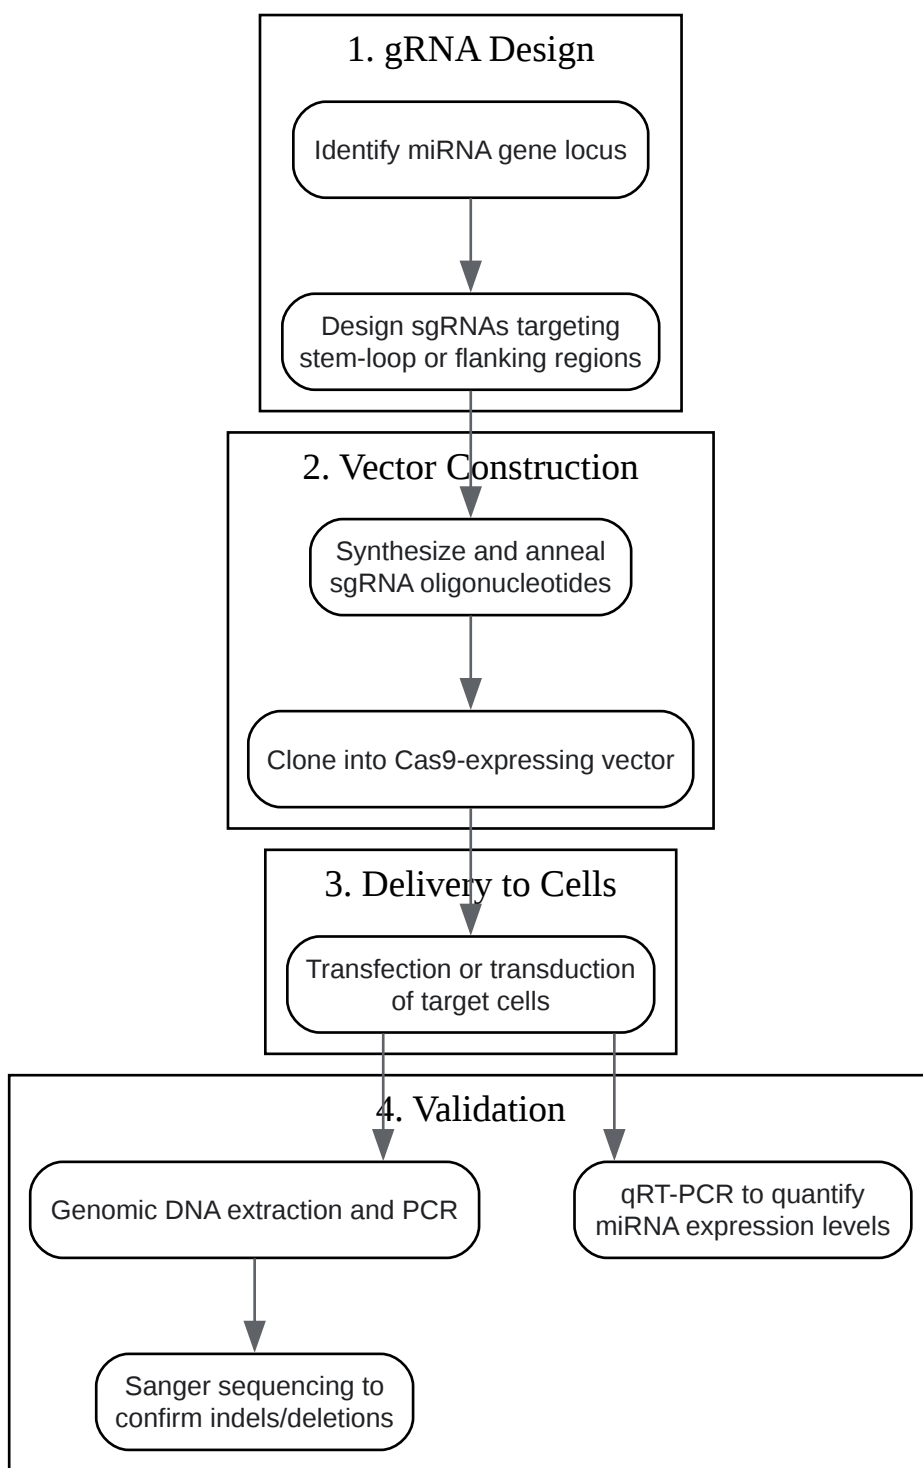 1. gRNA Design
Identify miRNA gene locus
Design sgRNAs targeting
stem-loop or flanking regions
2. Vector Construction
Synthesize and anneal
sgRNA oligonucleotides
Clone into Cas9-expressing vector
3. Delivery to Cells
Transfection or transduction
of target cells
4. Validation
Genomic DNA extraction and PCR
qRT-PCR to quantify
miRNA expression levels
Sanger sequencing to
confirm indels/deletions